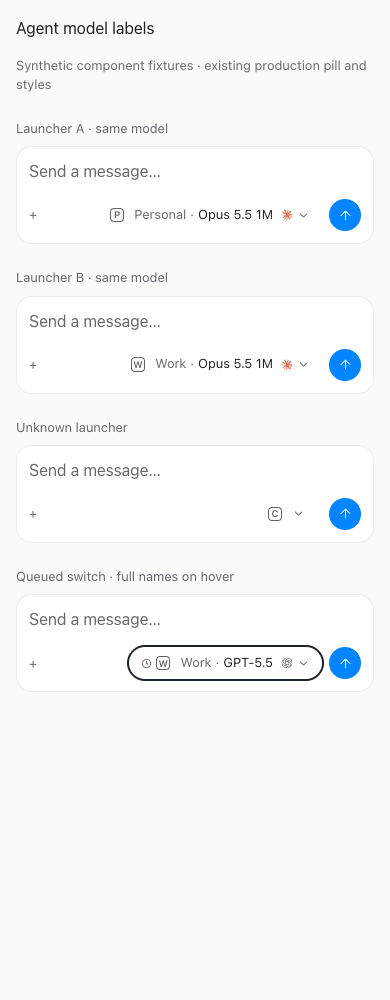 Agent model labels
Synthetic component fixtures · existing production pill and
styles
Launcher A · same model
Send a message...
+ P Personal · Opus 5.5 1M
Launcher B · same model
Send a message...
+ W Work · Opus 5.5 1M
Unknown launcher
Send a message...
+ C
Queued switch · full names on hover
Send a message...
+ W Work · GPT-5.5